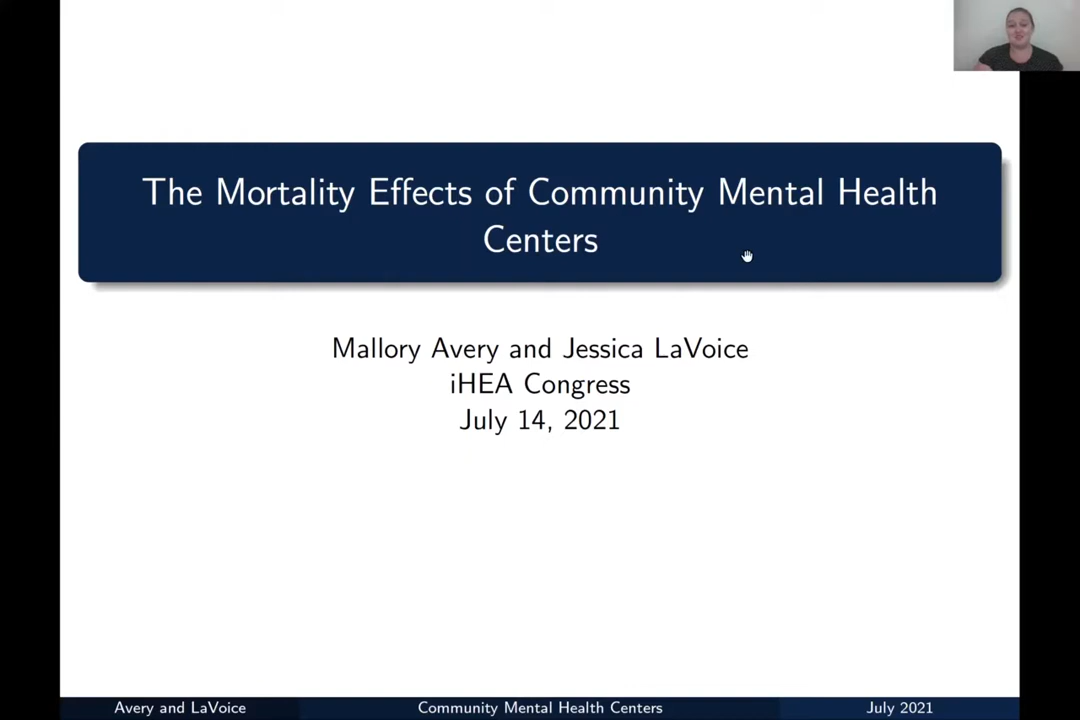 The Mortality Effects of Community Mental Health
Centers
Mallory Avery and Jessica LaVoice
iHEA Congress
July 14, 2021
Avery and LaVoice
Community Mental Health Centers
July 2021